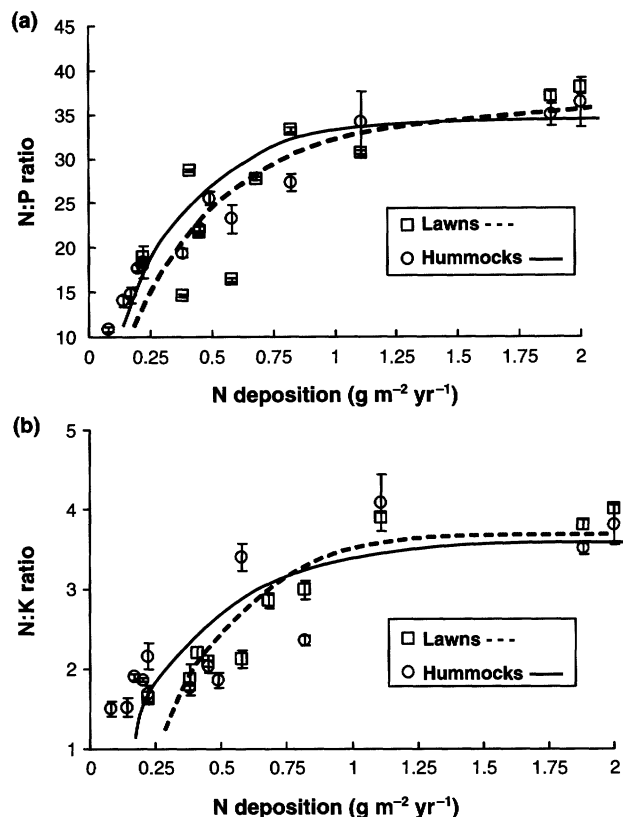 (a)
45
40
35
30
25
20
15
10
N:P ratio
Lawns
Hummocks
0 0.25 0.5 0.75 1 1.25 1.5 1.75 2
N deposition (g m⁻² yr⁻¹)
(b)
5
4
3
2
1
N:K ratio
Lawns
Hummocks
0 0.25 0.5 0.75 1 1.25 1.5 1.75 2
N deposition (g m⁻² yr⁻¹)